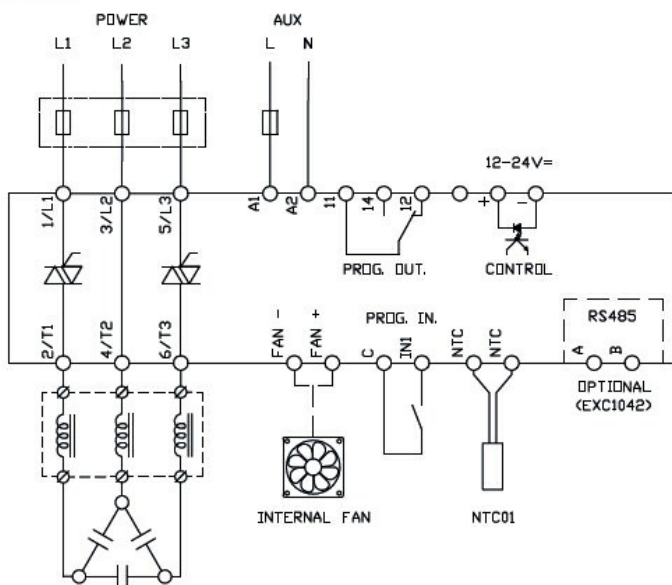 POWER AUX
L1 L2 L3 L N
12-24V=
1/L1 3/L2 5/L3 A1 A2 11 14 12 + -
PROG. OUT. CONTROL
2/T1 4/T2 6/T3 FAN - FAN + PROG. IN. C IN1 NTC NTC RS485 A B
OPTIONAL
(EXC1042)
INTERNAL FAN NTC01